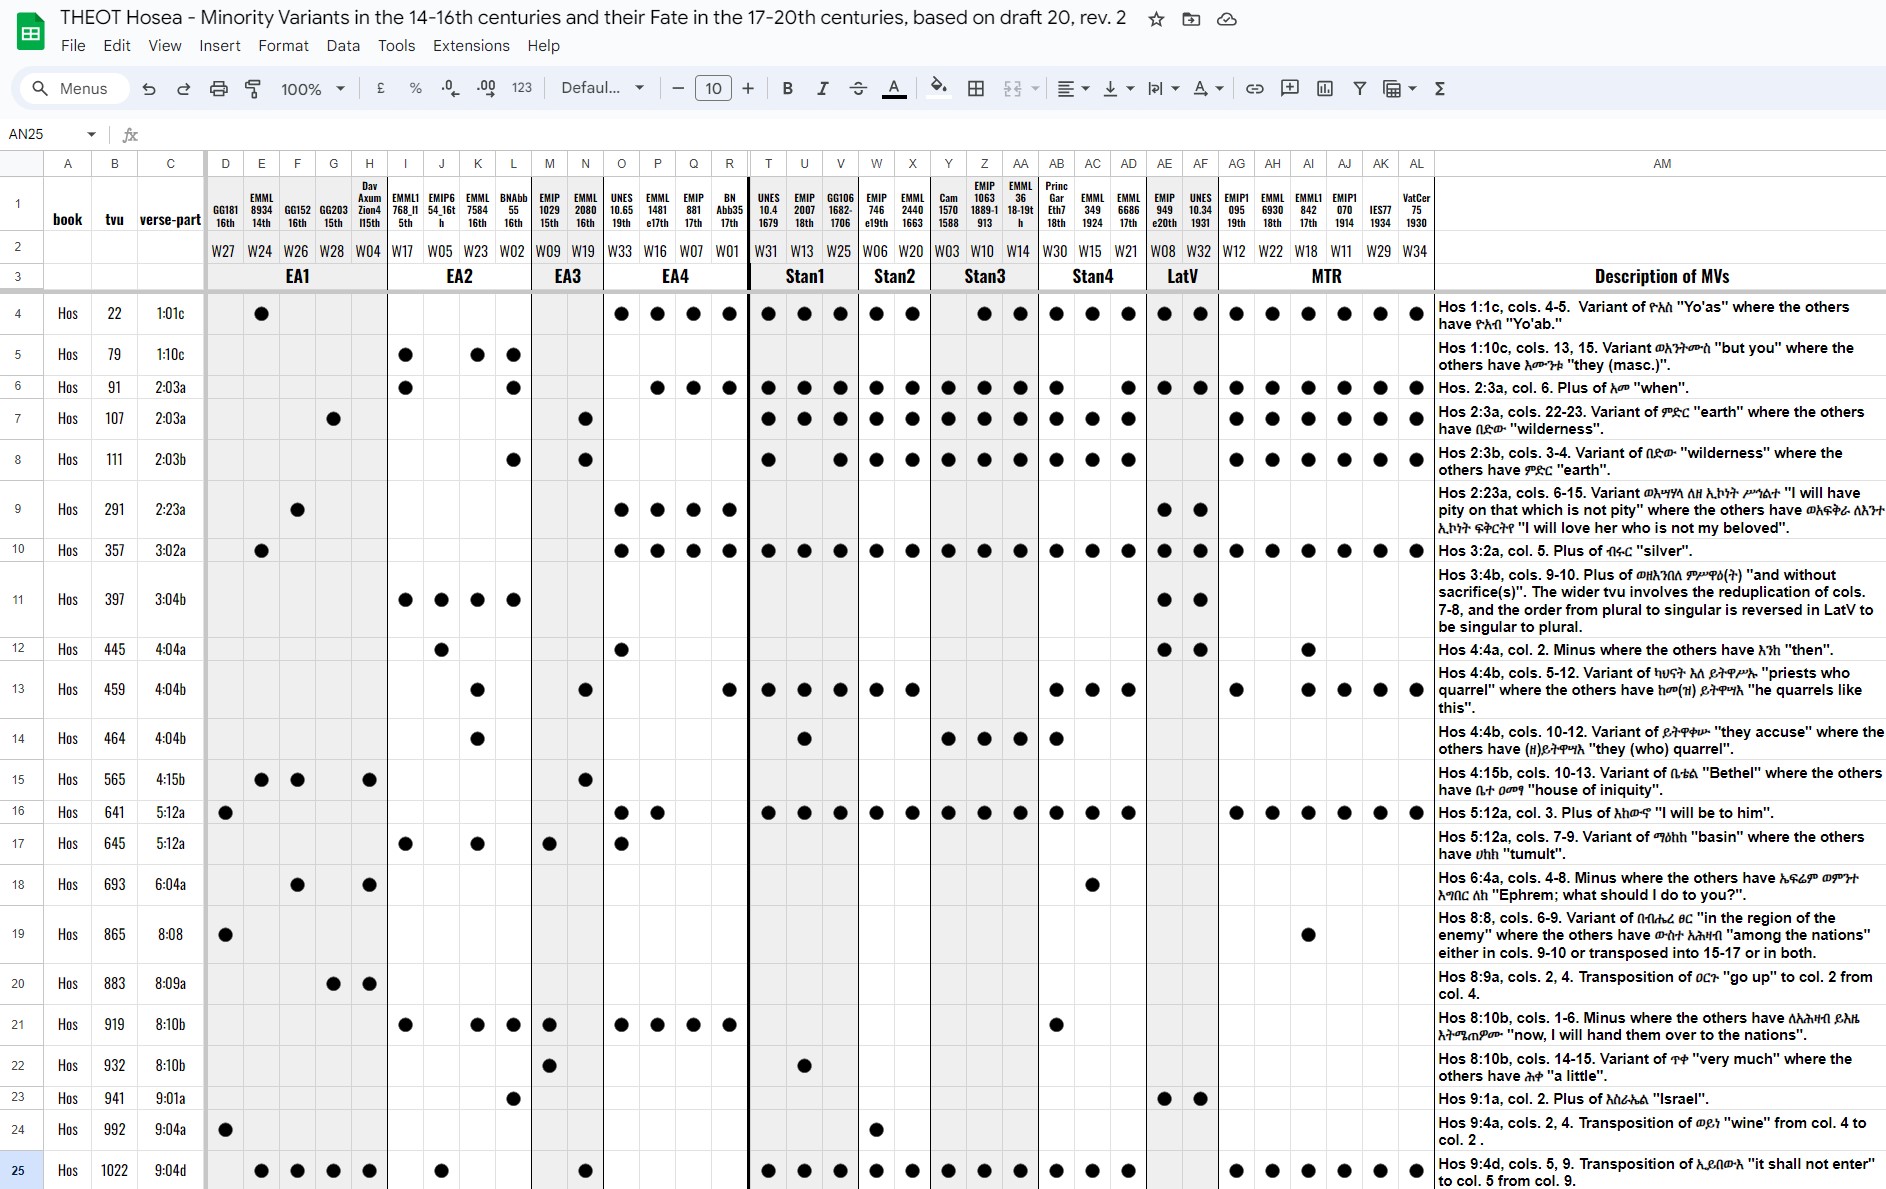 THEOT Hosea - Minority Variants in the 14-16th centuries and their Fate in the 17-20th centuries, based on draft 20, rev. 2
File Edit View Insert Format Data Tools Extensions Help
Menus 100% £ % .0 .00 123 Defaul... 10 B I A Σ
AN25 fx
A B C D E F G H I J K L M N O P Q R T U V W X Y Z AA AB AC AD AE AF AG AH AI AJ AK AL AM
1 book tvu verse-part GG181 16th EMML 8934 14th GG152 16th GG203 15th Dav Axum Zion4 l15th EMML1 768_l1 5th EMIP6 54_16t h EMML 7584 16th BNAbb 55 16th EMIP 1029 15th EMML 2080 16th UNES 10.65 19th EMML 1481 e17th EMIP 881 17th BN Abb35 17th UNES 10.4 1679 EMIP 2007 18th GG106 1682- 1706 EMIP 746 e19th EMML 2440 1663 Cam 1570 1588 EMIP 1063 1889-1 913 EMML 36 18-19t h Princ Gar Eth7 18th EMML 349 1924 EMML 6686 17th EMIP 949 e20th UNES 10.34 1931 EMIP1 095 19th EMML 6930 18th EMML1 842 17th EMIP1 070 1914 IES77 1934 VatCer 75 1930
2 W27 W24 W26 W28 W04 W17 W05 W23 W02 W09 W19 W33 W16 W07 W01 W31 W13 W25 W06 W20 W03 W10 W14 W30 W15 W21 W08 W32 W12 W22 W18 W11 W29 W34
3 EA1 EA2 EA3 EA4 Stan1 Stan2 Stan3 Stan4 LatV MTR Description of MVs
4 Hos 22 1:01c Hos 1:1c, cols. 4-5. Variant of ዮአስ "Yo'as" where the others
have ዮአብ "Yo'ab."
5 Hos 79 1:10c Hos 1:10c, cols. 13, 15. Variant ወአንትሙሰ "but you" where the
others have እሙንቱ "they (masc.)".
6 Hos 91 2:03a Hos. 2:3a, col. 6. Plus of አመ "when".
7 Hos 107 2:03a Hos 2:3a, cols. 22-23. Variant of ምድር "earth" where the others
have በድው "wilderness".
8 Hos 111 2:03b Hos 2:3b, cols. 3-4. Variant of በድው "wilderness" where the
others have ምድር "earth".
9 Hos 291 2:23a Hos 2:23a, cols. 6-15. Variant ወእሣሃላ ለዘ ኢኮነት ሥኅልተ "I will have
pity on that which is not pity" where the others have ወአፍቅራ ለእንተ
ኢኮነት ፍቅርትየ "I will love her who is not my beloved".
10 Hos 357 3:02a Hos 3:2a, col. 5. Plus of ብሩር "silver".
11 Hos 397 3:04b Hos 3:4b, cols. 9-10. Plus of ወዘእንበለ ምሥዋዕ(ት) "and without
sacrifice(s)". The wider tvu involves the reduplication of cols.
7-8, and the order from plural to singular is reversed in LatV to
be singular to plural.
12 Hos 445 4:04a Hos 4:4a, col. 2. Minus where the others have እንከ "then".
13 Hos 459 4:04b Hos 4:4b, cols. 5-12. Variant of ካህናት እለ ይትዋሥኡ "priests who
quarrel" where the others have ከመ(ዝ) ይትዋሣእ "he quarrels like
this".
14 Hos 464 4:04b Hos 4:4b, cols. 10-12. Variant of ይትዋቀሡ "they accuse" where the
others have (ዘ)ይትዋሣእ "they (who) quarrel".
15 Hos 565 4:15b Hos 4:15b, cols. 10-13. Variant of ቤቴል "Bethel" where the others
have ቤተ ዐመፃ "house of iniquity".
16 Hos 641 5:12a Hos 5:12a, col. 3. Plus of እከውኖ "I will be to him".
17 Hos 645 5:12a Hos 5:12a, cols. 7-9. Variant of ማዕከክ "basin" where the others
have ሀከክ "tumult".
18 Hos 693 6:04a Hos 6:4a, cols. 4-8. Minus where the others have ኤፍሬም ወምንተ
እግበር ለከ "Ephrem; what should I do to you?".
19 Hos 865 8:08 Hos 8:8, cols. 6-9. Variant of በብሔረ ፀር "in the region of the
enemy" where the others have ውስተ አሕዛብ "among the nations"
either in cols. 9-10 or transposed into 15-17 or in both.
20 Hos 883 8:09a Hos 8:9a, cols. 2, 4. Transposition of ዐርጉ "go up" to col. 2 from
col. 4.
21 Hos 919 8:10b Hos 8:10b, cols. 1-6. Minus where the others have ለአሕዛብ ይእዜ
እትሜጠዎሙ "now, I will hand them over to the nations".
22 Hos 932 8:10b Hos 8:10b, cols. 14-15. Variant of ጥቀ "very much" where the
others have ሕቀ "a little".
23 Hos 941 9:01a Hos 9:1a, col. 2. Plus of እስራኤል "Israel".
24 Hos 992 9:04a Hos 9:4a, cols. 2, 4. Transposition of ወይነ "wine" from col. 4 to
col. 2 .
25 Hos 1022 9:04d Hos 9:4d, cols. 5, 9. Transposition of ኢይበውእ "it shall not enter"
to col. 5 from col. 9.